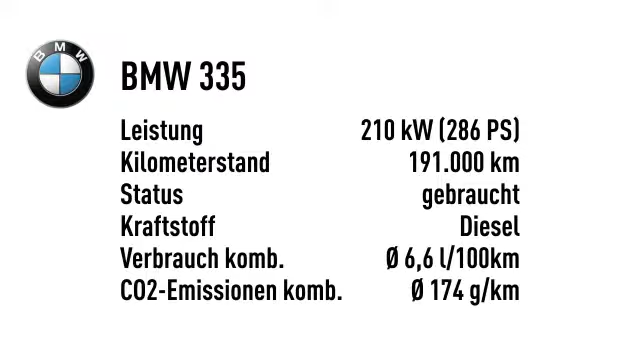 BMW
BMW 335
Leistung 210 kW (286 PS)
Kilometerstand 191.000 km
Status gebraucht
Kraftstoff Diesel
Verbrauch komb. Ø 6,6 l/100km
CO2-Emissionen komb. Ø 174 g/km